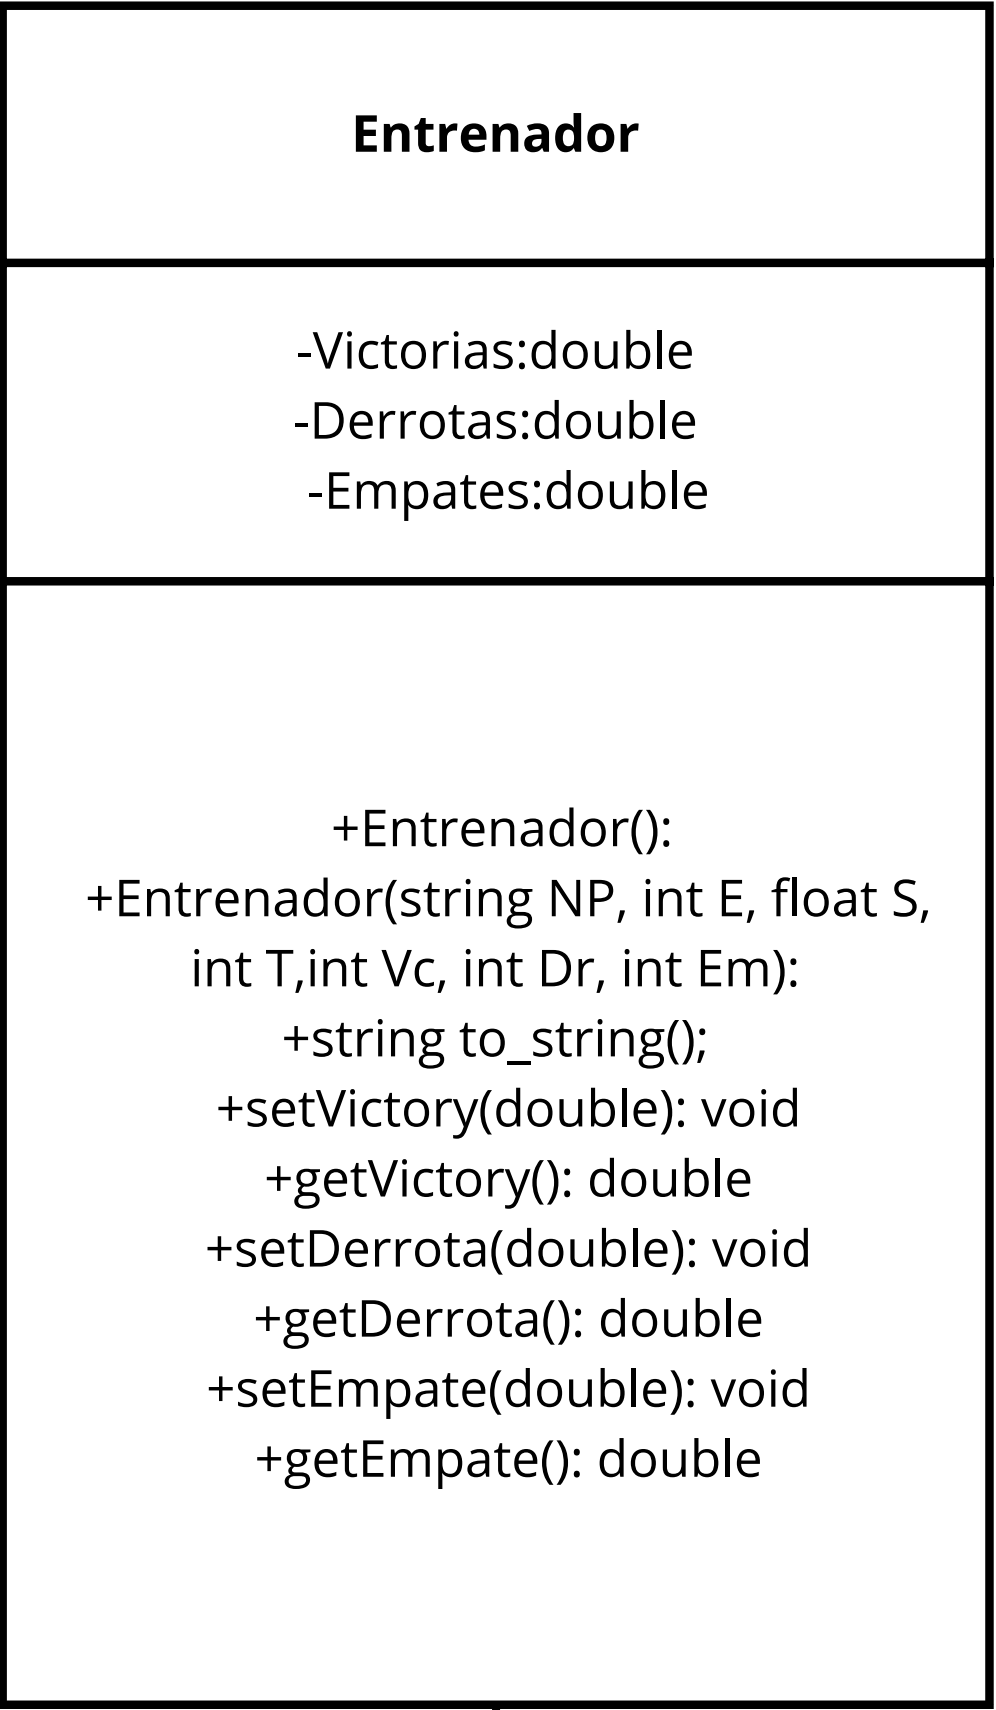 Entrenador
-Victorias:double
-Derrotas:double
-Empates:double
+Entrenador():
+Entrenador(string NP, int E, float S,
int T,int Vc, int Dr, int Em):
+string to_string();
+setVictory(double): void
+getVictory(): double
+setDerrota(double): void
+getDerrota(): double
+setEmpate(double): void
+getEmpate(): double